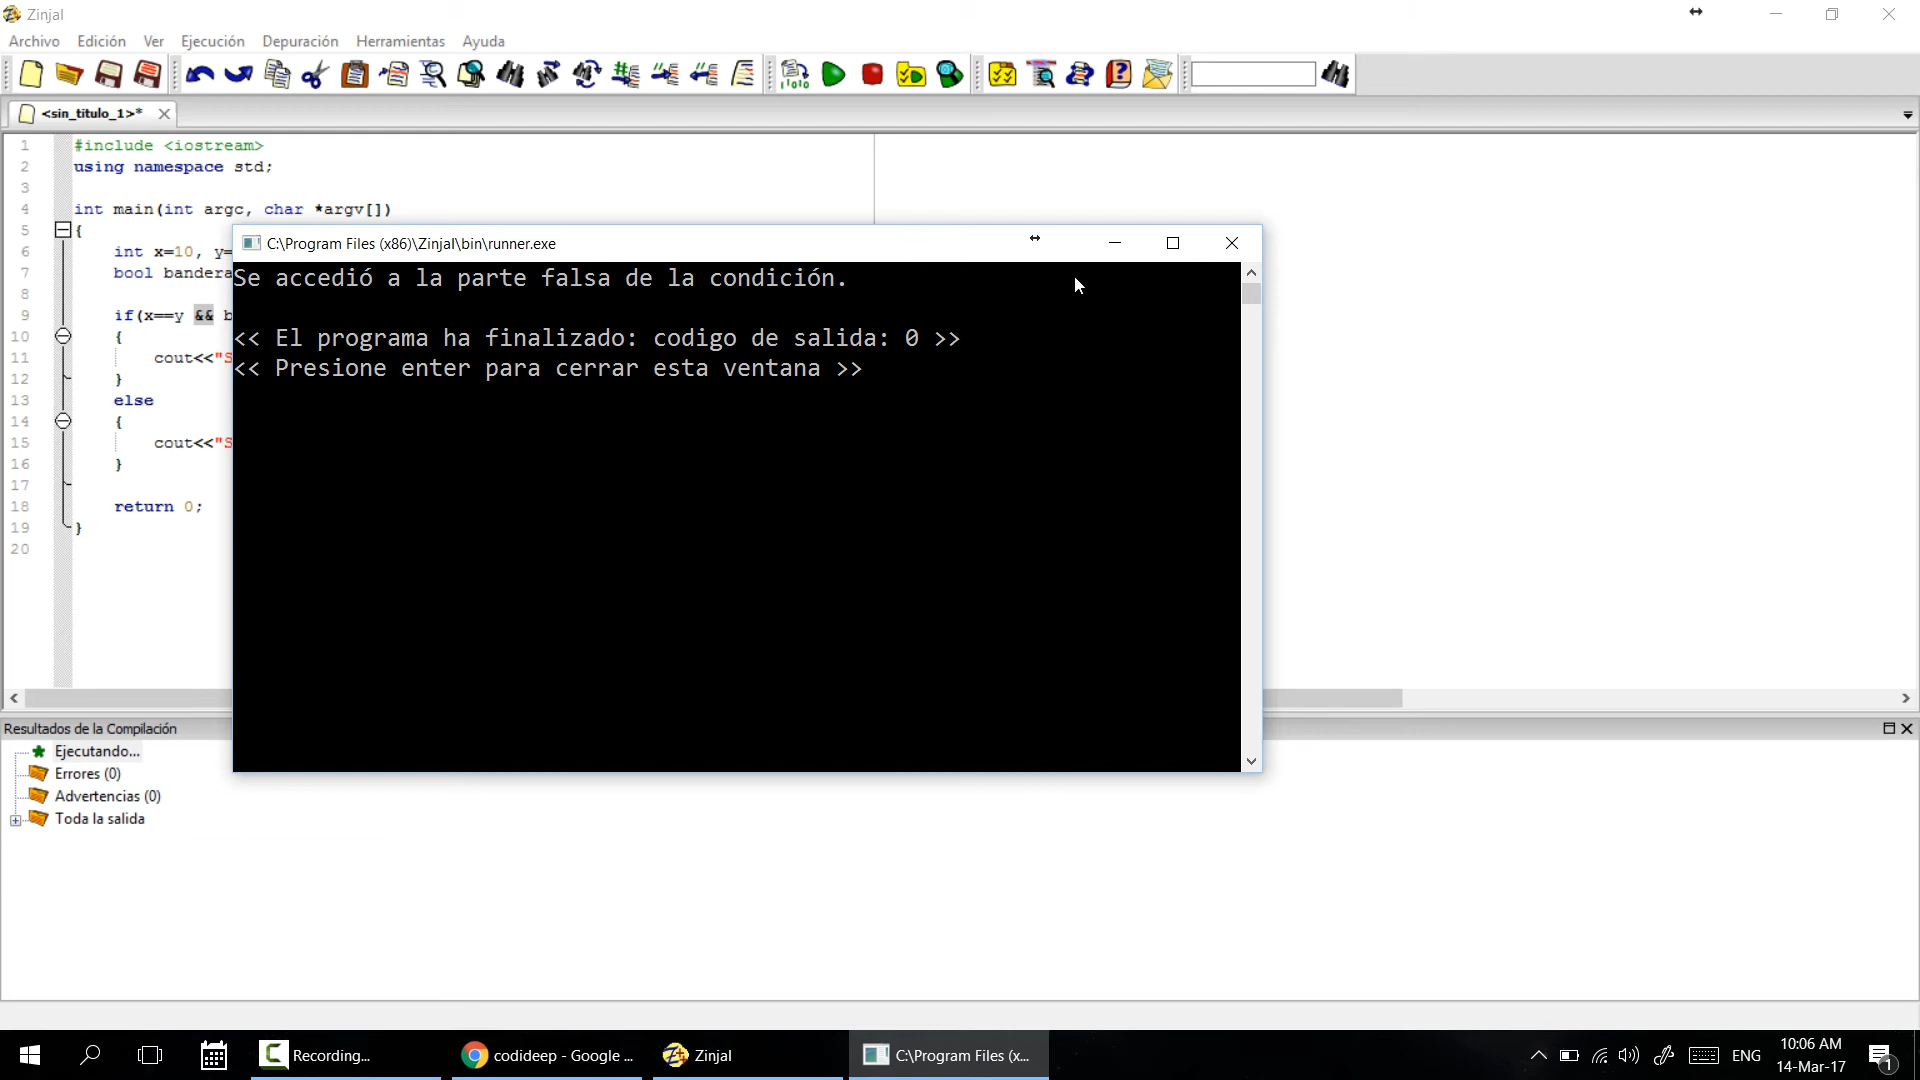 Zinjal
Archivo Edición Ver Ejecución Depuración Herramientas Ayuda
<sin_titulo_1>*
1 #include <iostream>
2 using namespace std;
3
4 int main(int argc, char *argv[])
5 {
6 int x=10, y=
7 bool bandera
8
9 if(x==y && b
10 {
11 cout<<"S
12 }
13 else
14 {
15 cout<<"S
16 }
17
18 return 0;
19 }
20
C:\Program Files (x86)\Zinjal\bin\runner.exe
Se accedió a la parte falsa de la condición.
<< El programa ha finalizado: codigo de salida: 0 >>
<< Presione enter para cerrar esta ventana >>
Resultados de la Compilación
Ejecutando...
Errores (0)
Advertencias (0)
Toda la salida
Recording...
codideep - Google ...
Zinjal
C:\Program Files (x...
ENG
10:06 AM
14-Mar-17
1